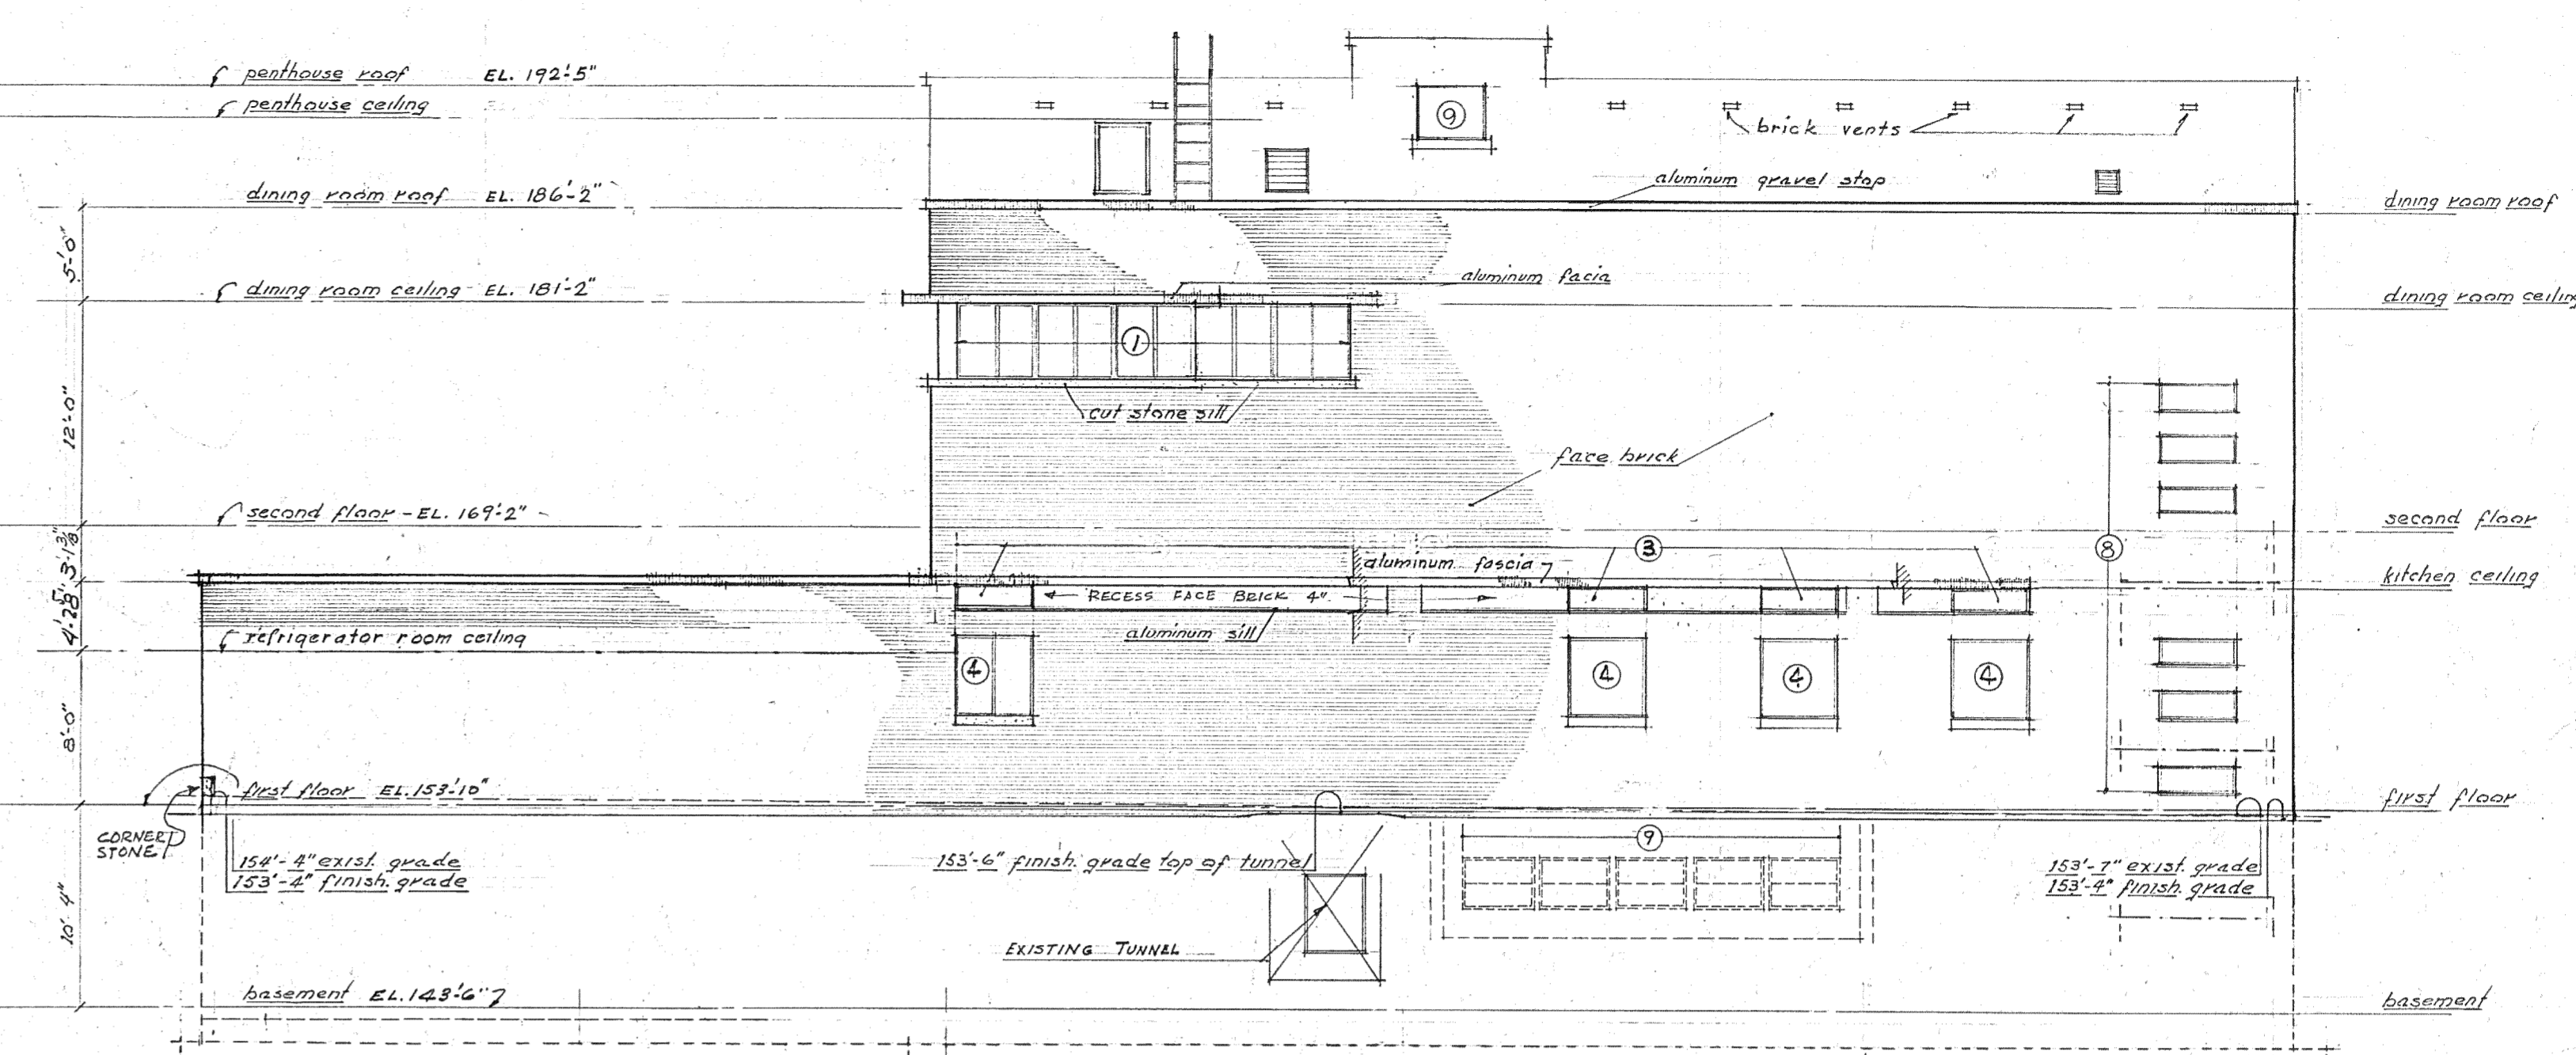 penthouse roof EL. 192'-5"
penthouse ceiling
9
brick vents
dining room roof EL. 186'-2"
aluminum gravel stop
dining room roof
5'-0"
dining room ceiling EL. 181'-2"
aluminum facia
dining room ceiling
1
12'-0"
cut stone sill
face brick
second floor - EL. 169'-2"
second floor
3
8
aluminum fascia
kitchen ceiling
RECESS FACE BRICK 4"
refrigerator room ceiling
aluminum sill
4
4
4
4
8'-0"
first floor EL. 153'-10"
first floor
CORNER
STONE
154'-4" exist. grade
153'-4" finish. grade
153'-6" finish. grade top of tunnel
9
153'-7" exist. grade
153'-4" finish. grade
10'-4"
EXISTING TUNNEL
basement EL. 143'-6"
basement